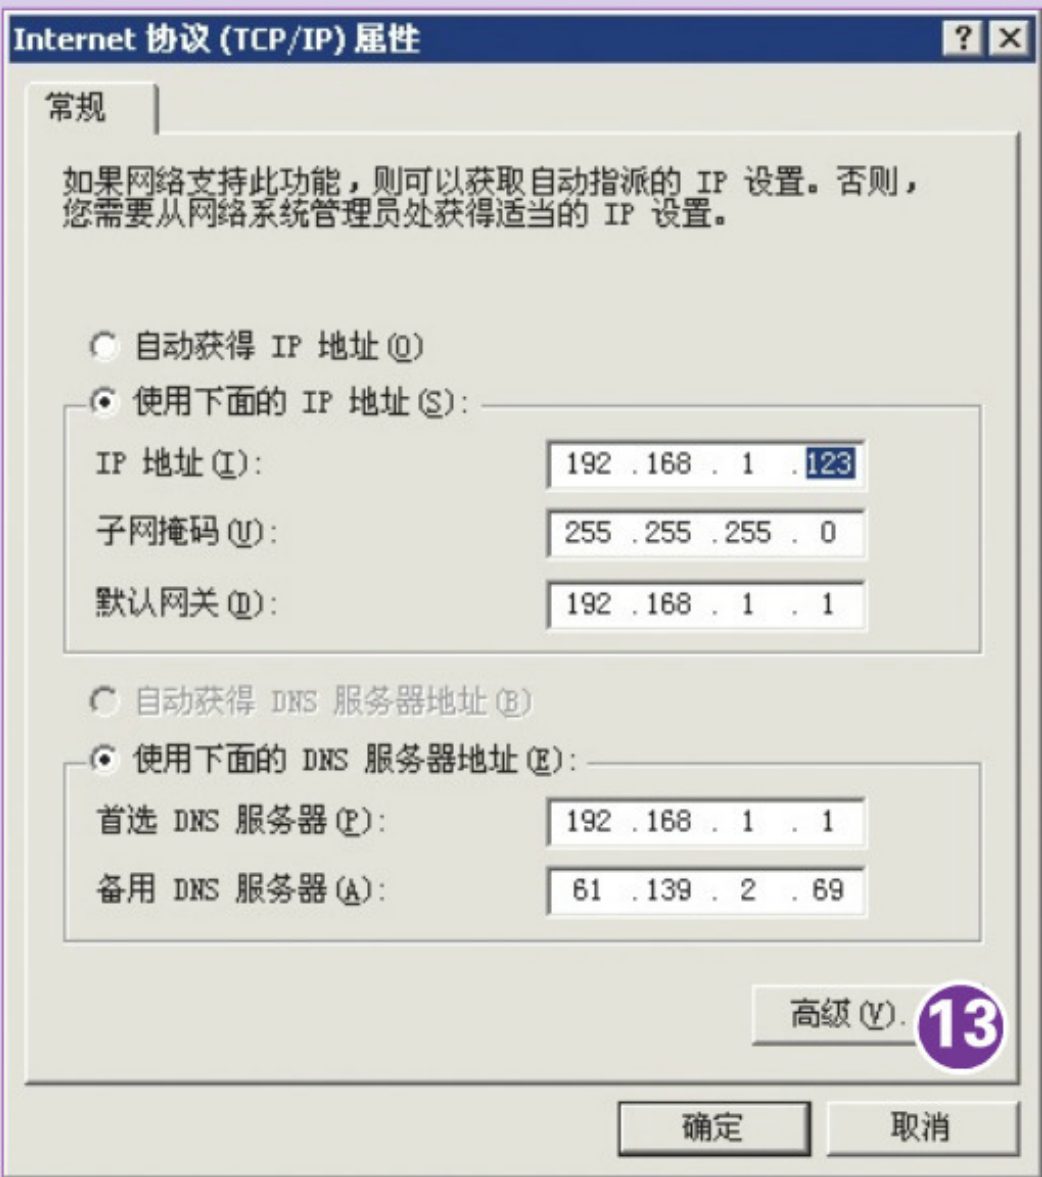 Internet 协议 (TCP/IP) 属性
常规
如果网络支持此功能，则可以获取自动指派的 IP 设置。否则，
您需要从网络系统管理员处获得适当的 IP 设置。
自动获得 IP 地址(O)
使用下面的 IP 地址(S):
IP 地址(I): 192 .168 . 1 .123
子网掩码(U): 255 .255 .255 . 0
默认网关(D): 192 .168 . 1 . 1
自动获得 DNS 服务器地址(B)
使用下面的 DNS 服务器地址(E):
首选 DNS 服务器(P): 192 .168 . 1 . 1
备用 DNS 服务器(A): 61 .139 . 2 . 69
高级(V). 13
确定 取消